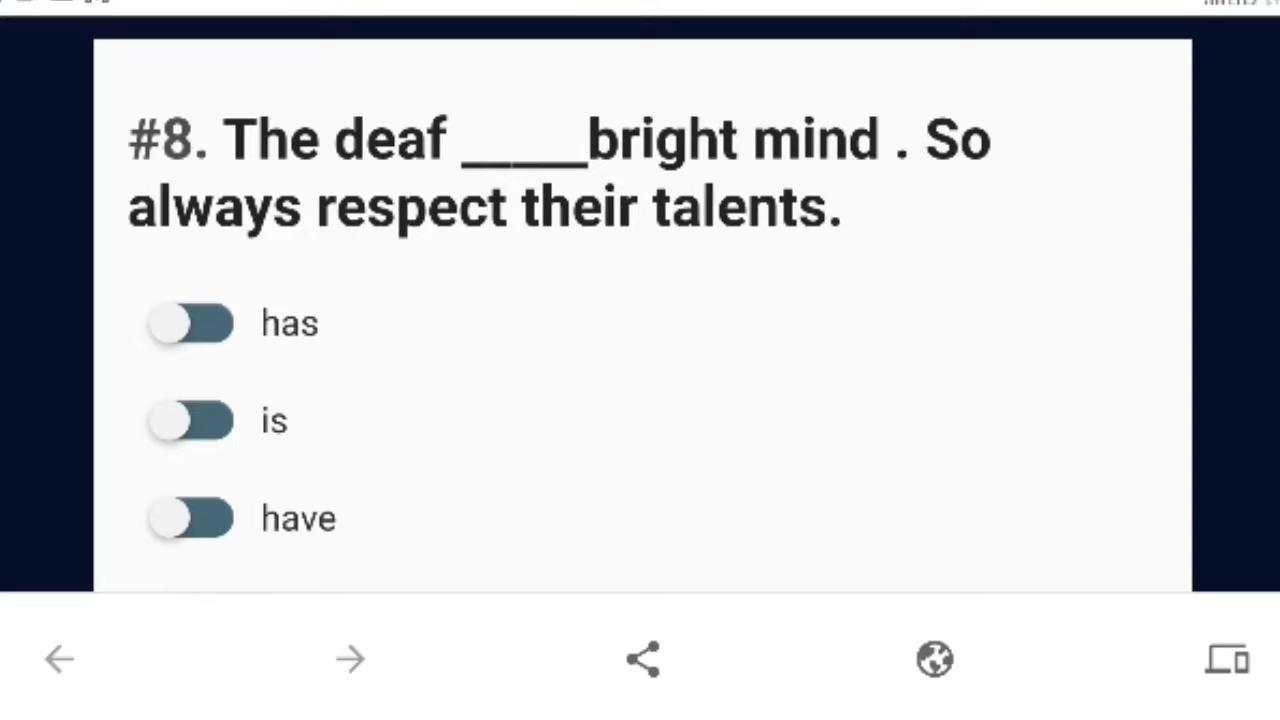 #8. The deaf _____bright mind . So
always respect their talents.
has
is
have